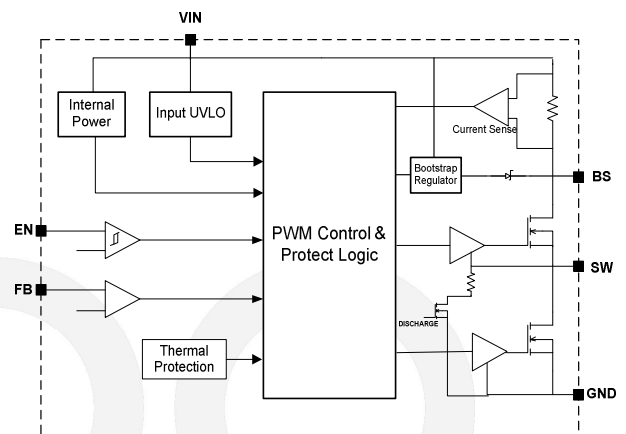 VIN
Internal
Power
Input UVLO
Current Sense
Bootstrap
Regulator
BS
EN
PWM Control &
Protect Logic
SW
FB
DISCHARGE
Thermal
Protection
GND